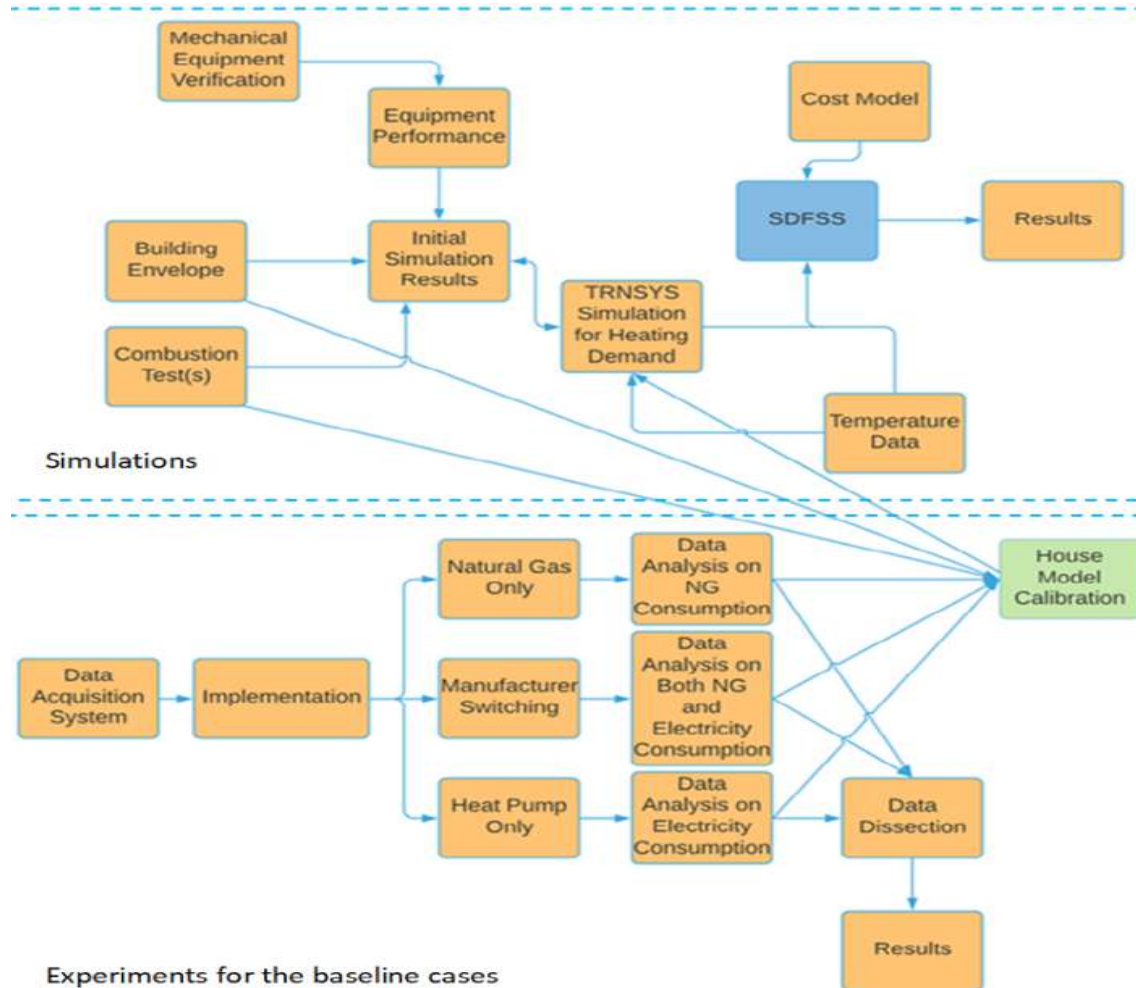 Mechanical
Equipment
Verification
Equipment
Performance
Cost Model
SDFSS
Results
Building
Envelope
Initial
Simulation
Results
TRNSYS
Simulation
for Heating
Demand
Combustion
Test(s)
Temperature
Data
Simulations
Natural Gas
Only
Data
Analysis on
NG
Consumption
House
Model
Calibration
Data
Acquisition
System
Implementation
Manufacturer
Switching
Data
Analysis on
Both NG
and
Electricity
Consumption
Heat Pump
Only
Data
Analysis on
Electricity
Consumption
Data
Dissection
Results
Experiments for the baseline cases